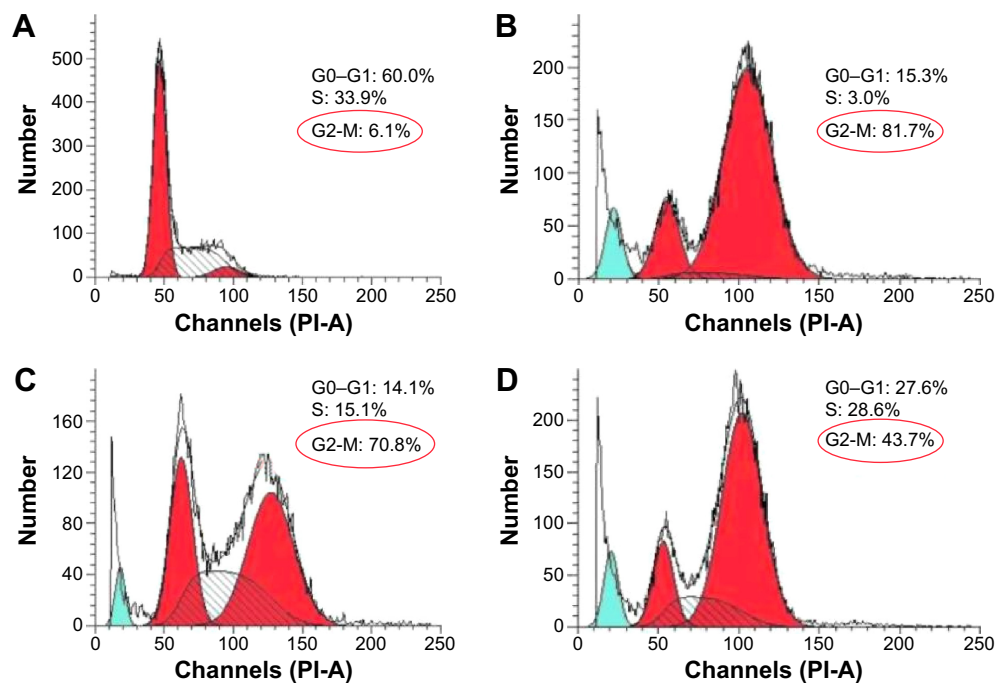 A
Number
500
400
300
200
100
0
0 50 100 150 200 250
Channels (PI-A)
G0–G1: 60.0%
S: 33.9%
G2-M: 6.1%
B
Number
200
150
100
50
0
0 50 100 150 200 250
Channels (PI-A)
G0–G1: 15.3%
S: 3.0%
G2-M: 81.7%
C
Number
160
120
80
40
0
0 50 100 150 200 250
Channels (PI-A)
G0–G1: 14.1%
S: 15.1%
G2-M: 70.8%
D
Number
200
150
100
50
0
0 50 100 150 200 250
Channels (PI-A)
G0–G1: 27.6%
S: 28.6%
G2-M: 43.7%